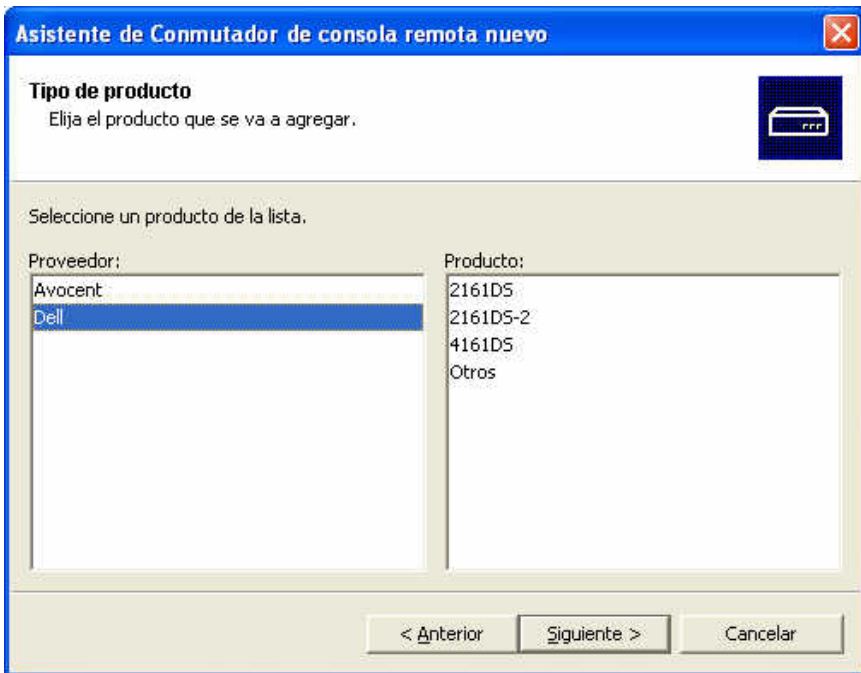 Asistente de Conmutador de consola remota nuevo
Tipo de producto
Elija el producto que se va a agregar.
Seleccione un producto de la lista.
Proveedor:
Avocent
Dell
Producto:
2161DS
2161DS-2
4161DS
Otros
< Anterior
Siguiente >
Cancelar